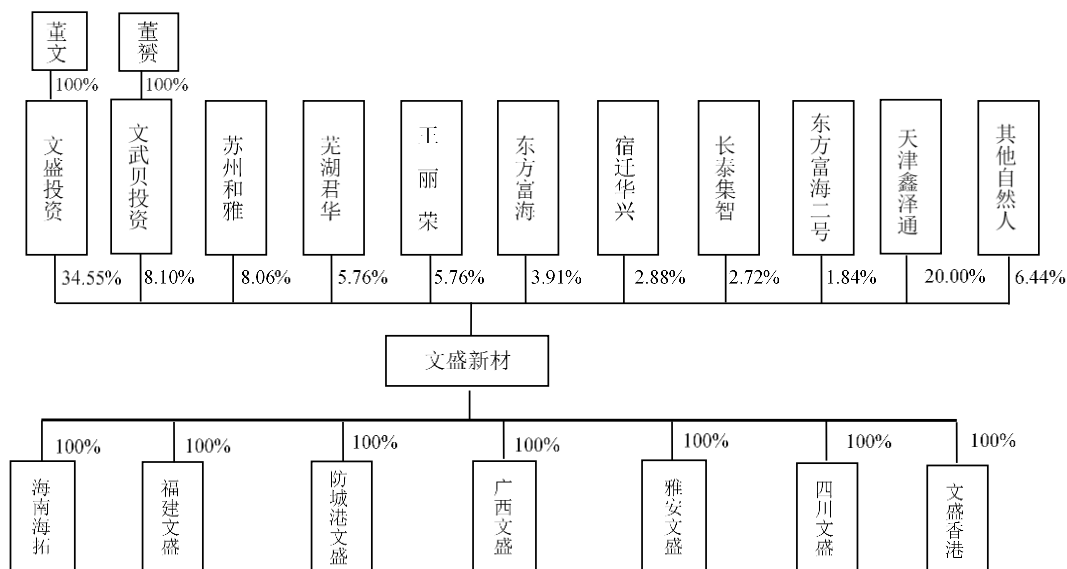 董文
董赟
100%
100%
文盛投资
文武贝投资
苏州和雅
芜湖君华
王丽荣
东方富海
宿迁华兴
长泰集智
东方富海二号
天津鑫泽通
其他自然人
34.55%
8.10%
8.06%
5.76%
5.76%
3.91%
2.88%
2.72%
1.84%
20.00%
6.44%
文盛新材
100%
100%
100%
100%
100%
100%
100%
海南海拓
福建文盛
防城港文盛
广西文盛
雅安文盛
四川文盛
文盛香港